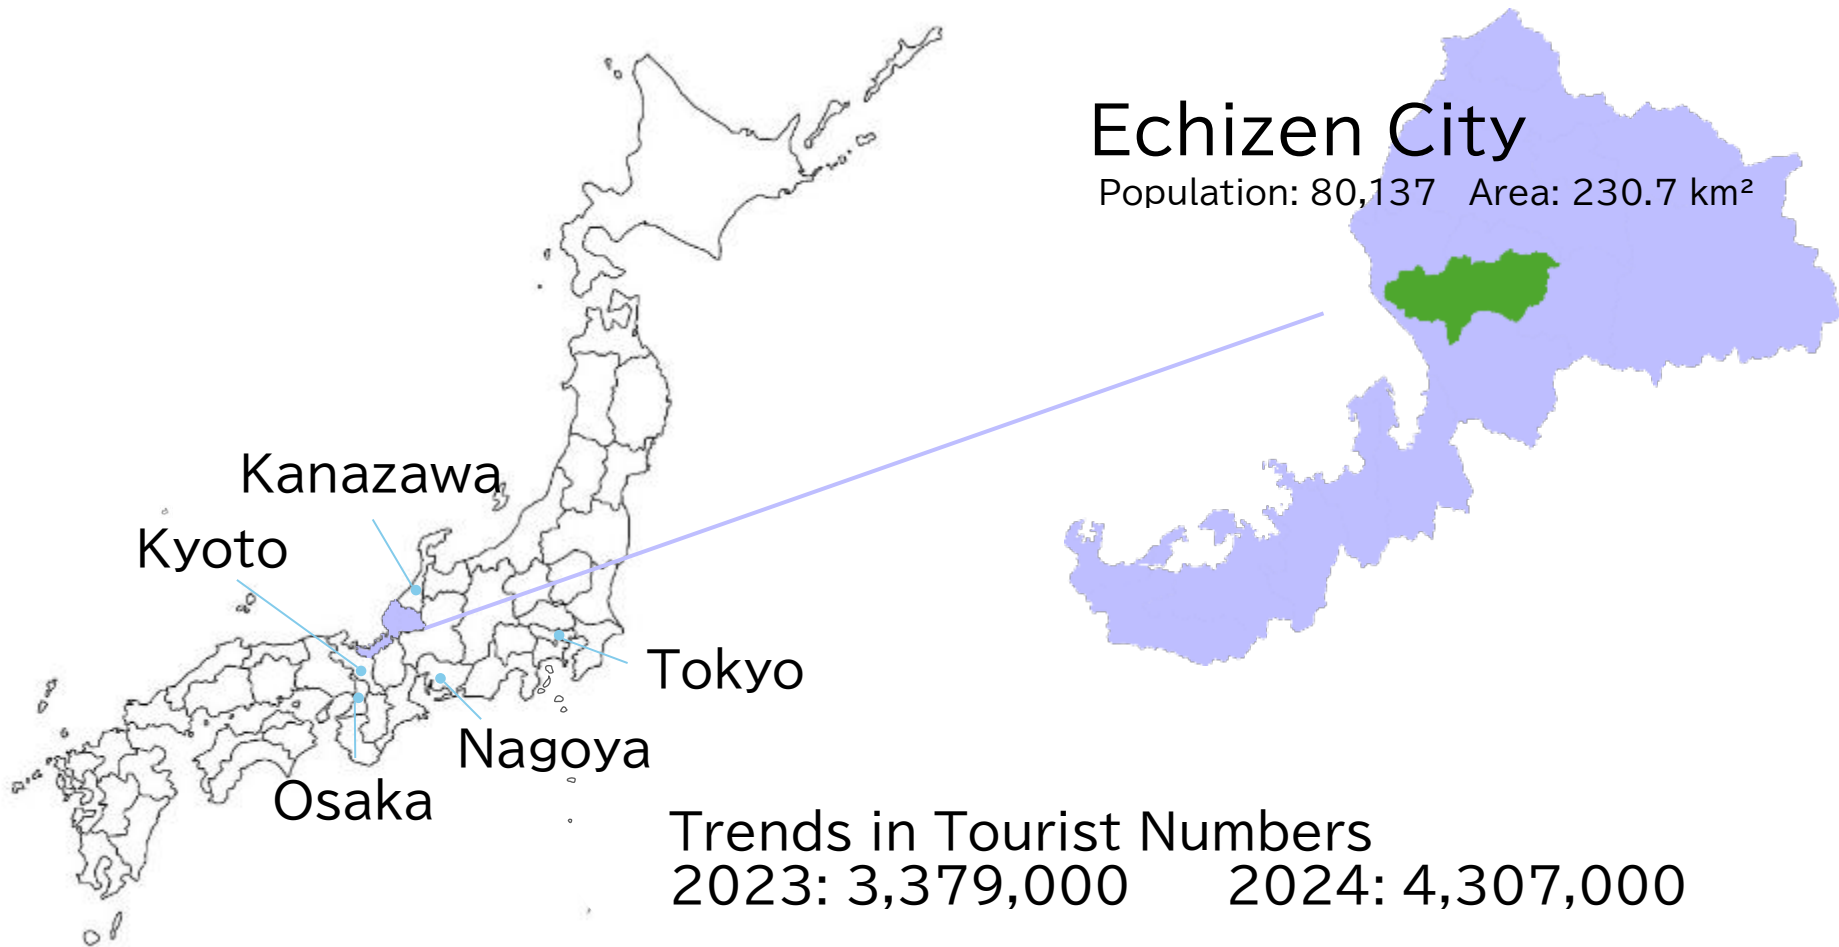 Echizen City
Population: 80,137 Area: 230.7 km²
Kanazawa
Kyoto
Tokyo
Nagoya
Osaka
Trends in Tourist Numbers
2023: 3,379,000 2024: 4,307,000